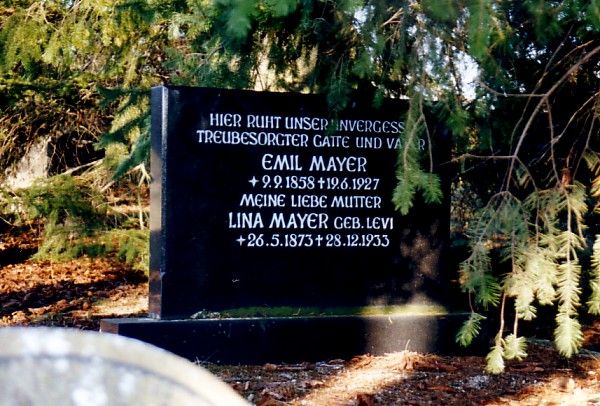 HIER RUHT UNSER UNVERGESS
TREUBESORGTER GATTE UND VATER
EMIL MAYER
✦ 9.9.1858 ✝ 19.6.1927
MEINE LIEBE MUTTER
LINA MAYER GEB. LEVI
✦ 26.5.1873 ✝ 28.12.1933